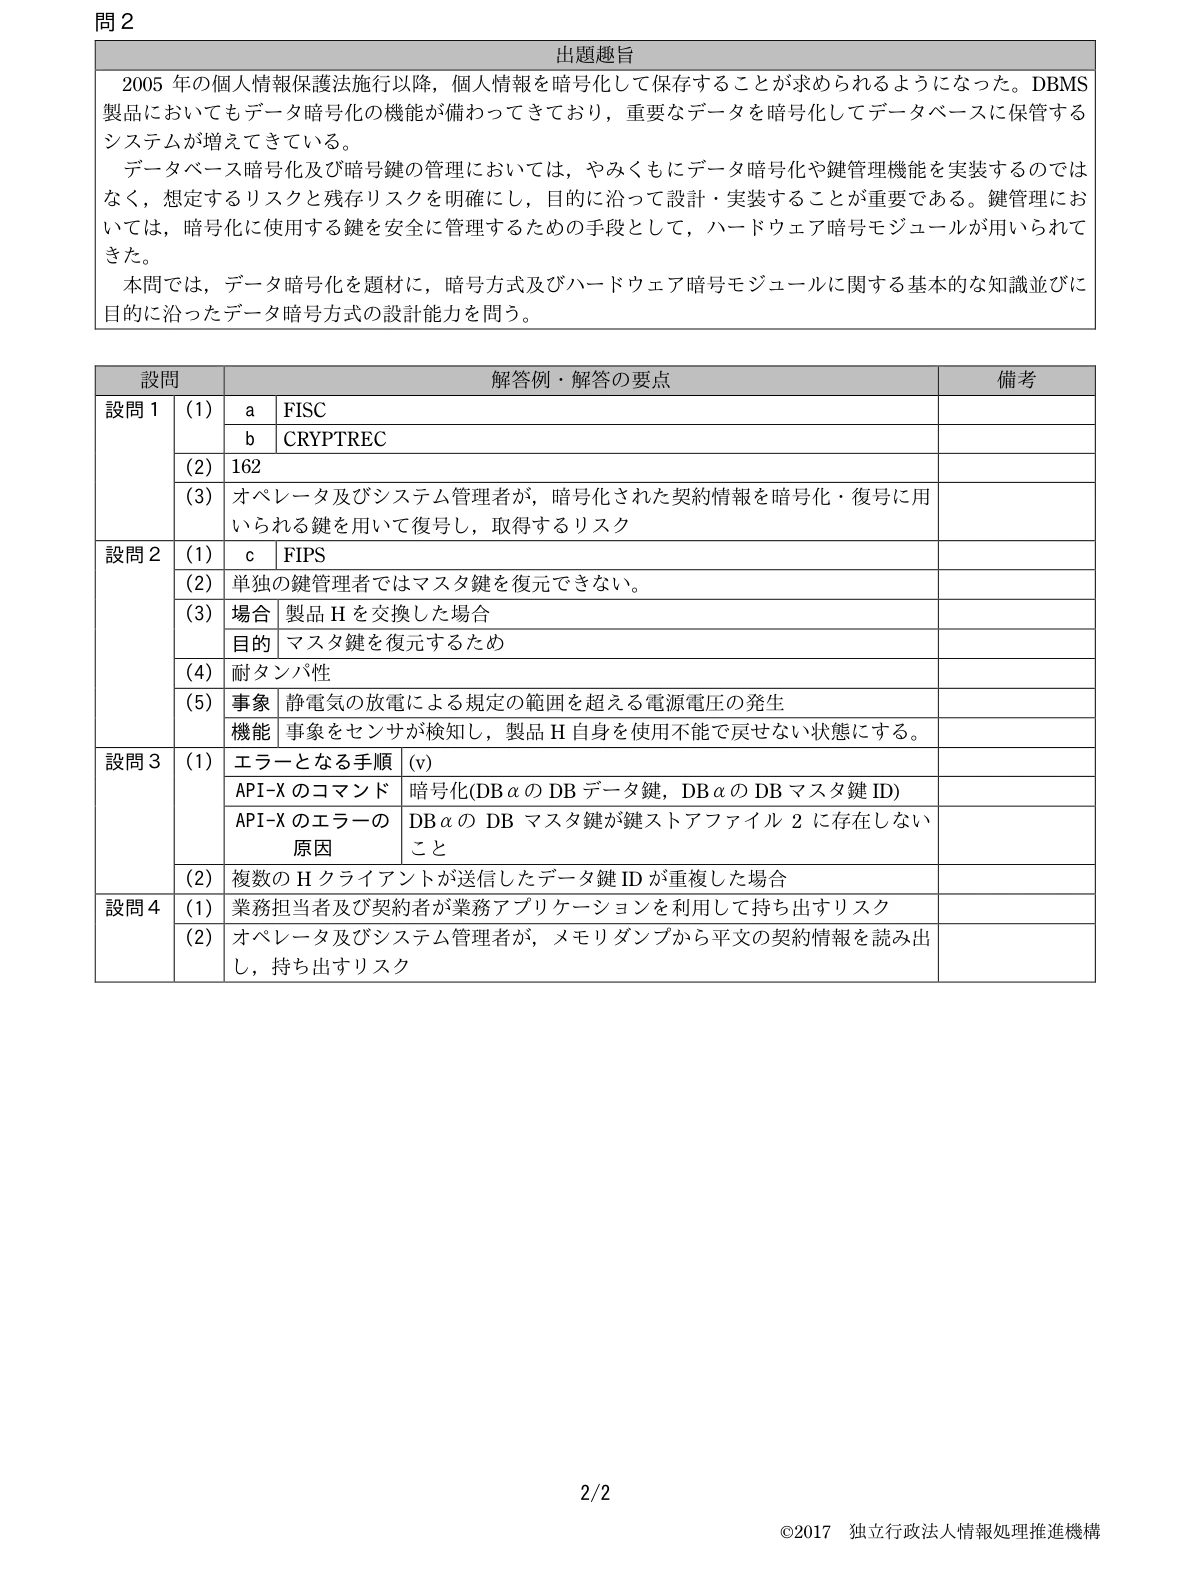 問２
出題趣旨
2005 年の個人情報保護法施行以降，個人情報を暗号化して保存することが求められるようになった。DBMS
製品においてもデータ暗号化の機能が備わってきており，重要なデータを暗号化してデータベースに保管する
システムが増えてきている。
データベース暗号化及び暗号鍵の管理においては，やみくもにデータ暗号化や鍵管理機能を実装するのでは
なく，想定するリスクと残存リスクを明確にし，目的に沿って設計・実装することが重要である。鍵管理にお
いては，暗号化に使用する鍵を安全に管理するための手段として，ハードウェア暗号モジュールが用いられて
きた。
本問では，データ暗号化を題材に，暗号方式及びハードウェア暗号モジュールに関する基本的な知識並びに
目的に沿ったデータ暗号方式の設計能力を問う。
設問 解答例・解答の要点 備考
設問１ (1) a FISC
b CRYPTREC
(2) 162
(3) オペレータ及びシステム管理者が，暗号化された契約情報を暗号化・復号に用
いられる鍵を用いて復号し，取得するリスク
設問２ (1) c FIPS
(2) 単独の鍵管理者ではマスタ鍵を復元できない。
(3) 場合 製品 H を交換した場合
目的 マスタ鍵を復元するため
(4) 耐タンパ性
(5) 事象 静電気の放電による規定の範囲を超える電源電圧の発生
機能 事象をセンサが検知し，製品 H 自身を使用不能で戻せない状態にする。
設問３ (1) エラーとなる手順 (v)
API-X のコマンド 暗号化(DBαの DB データ鍵，DBαの DB マスタ鍵 ID)
API-X のエラーの DBαの DB マスタ鍵が鍵ストアファイル 2 に存在しない
原因 こと
(2) 複数の H クライアントが送信したデータ鍵 ID が重複した場合
設問４ (1) 業務担当者及び契約者が業務アプリケーションを利用して持ち出すリスク
(2) オペレータ及びシステム管理者が，メモリダンプから平文の契約情報を読み出
し，持ち出すリスク
2/2
©2017 独立行政法人情報処理推進機構